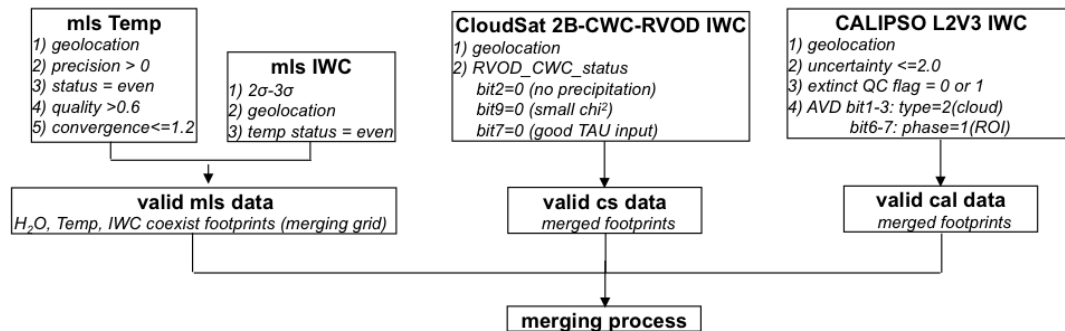 mls Temp
1) geolocation
2) precision > 0
3) status = even
4) quality >0.6
5) convergence<=1.2
mls IWC
1) 2σ-3σ
2) geolocation
3) temp status = even
CloudSat 2B-CWC-RVOD IWC
1) geolocation
2) RVOD_CWC_status
bit2=0 (no precipitation)
bit9=0 (small chi²)
bit7=0 (good TAU input)
CALIPSO L2V3 IWC
1) geolocation
2) uncertainty <=2.0
3) extinct QC flag = 0 or 1
4) AVD bit1-3: type=2(cloud)
bit6-7: phase=1(ROI)
valid mls data
H₂O, Temp, IWC coexist footprints (merging grid)
valid cs data
merged footprints
valid cal data
merged footprints
merging process